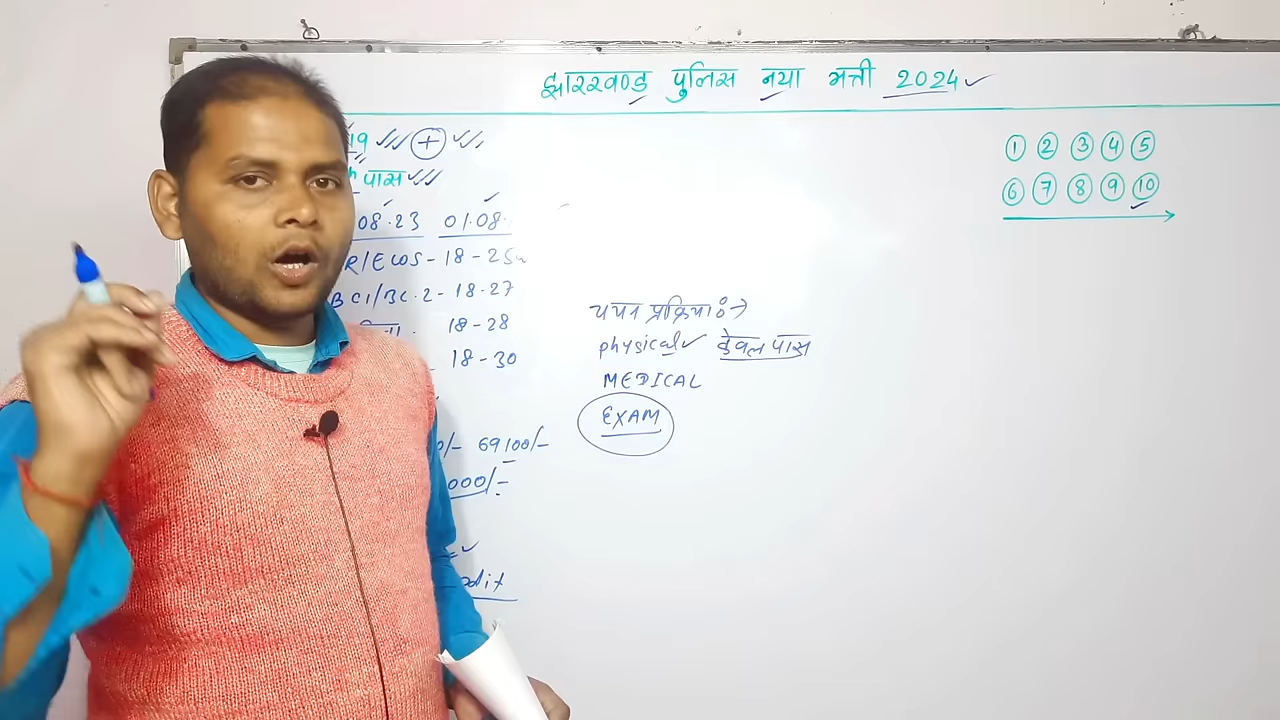 झारखण्ड पुलिस नया भर्ती 2024
19 +
पास
08.23 01.08.
R/EWS - 18-25
BC1/BC.2 - 18-27
18-28
18-30
0/- 69100/-
000/-
edit
चयन प्रक्रियाः→
physical केवल पास
MEDICAL
EXAM
1 2 3 4 5
6 7 8 9 10